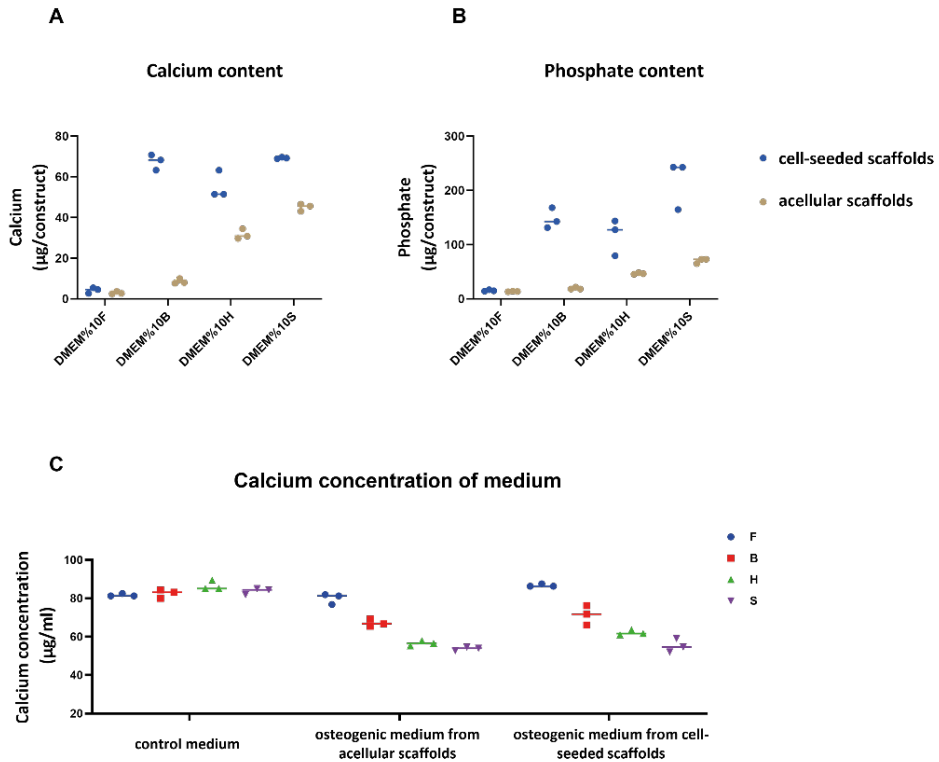 A
B
Calcium content
Phosphate content
Calcium
(µg/construct)
80
60
40
20
0
DMEM%10F
DMEM%10B
DMEM%10H
DMEM%10S
Phosphate
(µg/construct)
300
200
100
0
DMEM%10F
DMEM%10B
DMEM%10H
DMEM%10S
cell-seeded scaffolds
acellular scaffolds
C
Calcium concentration of medium
Calcium concentration
(µg/ml)
100
80
60
40
20
control medium
osteogenic medium from
acellular scaffolds
osteogenic medium from cell-
seeded scaffolds
F
B
H
S